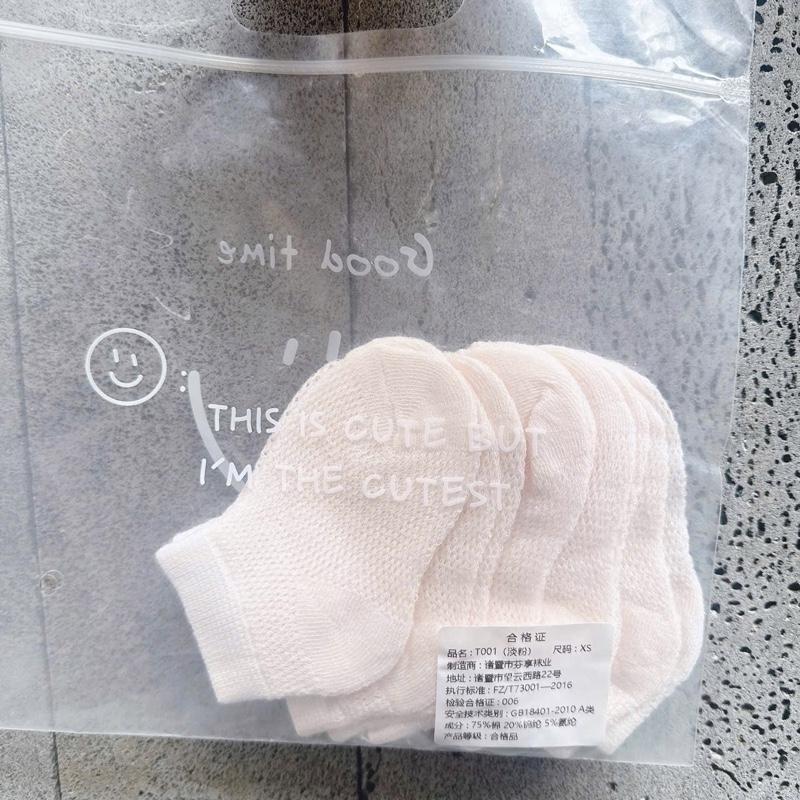 Good time
THIS IS CUTE BUT
I'M THE CUTEST
合格证
品名：T001（淡粉） 尺码：XS
制造商：诸暨市芬享袜业
地址：诸暨市望云西路22号
执行标准：FZ/T73001—2016
检验合格证：006
安全技术类别：GB18401-2010 A类
成分：75%棉 20%锦纶 5%氨纶
产品等级：合格品